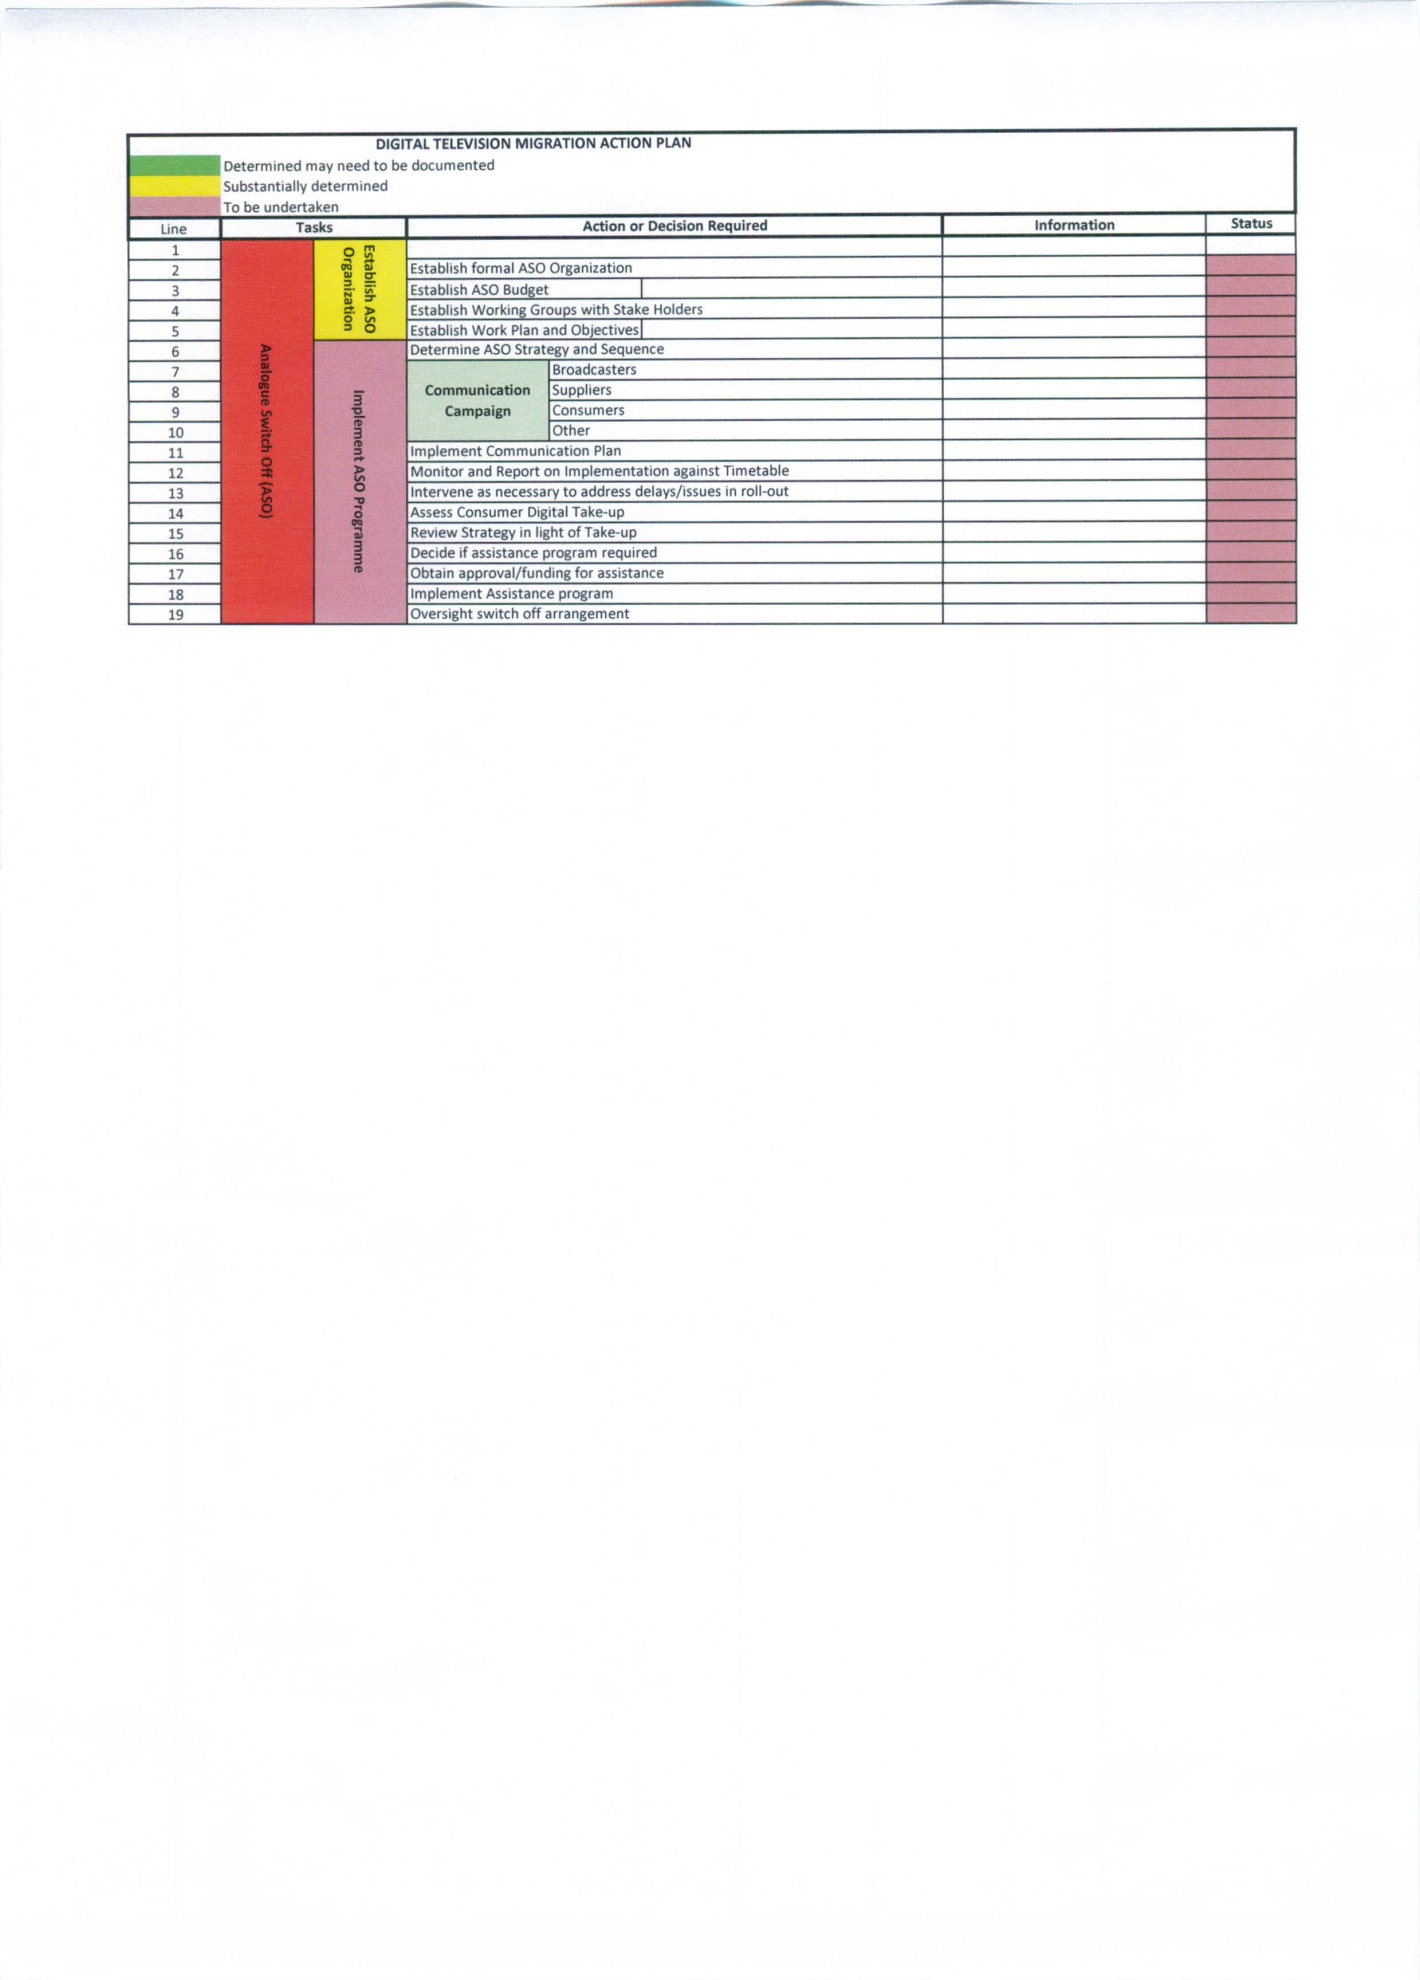 DIGITAL TELEVISION MIGRATION ACTION PLAN
Determined may need to be documented
Substantially determined
To be undertaken
Line Tasks Action or Decision Required Information Status
Analogue Switch Off (ASO)
Establish ASO
Organization
1
2 Establish formal ASO Organization
3 Establish ASO Budget
4 Establish Working Groups with Stake Holders
5 Establish Work Plan and Objectives
Implement ASO Programme
6 Determine ASO Strategy and Sequence
Communication
Campaign
7 Broadcasters
8 Suppliers
9 Consumers
10 Other
11 Implement Communication Plan
12 Monitor and Report on Implementation against Timetable
13 Intervene as necessary to address delays/issues in roll-out
14 Assess Consumer Digital Take-up
15 Review Strategy in light of Take-up
16 Decide if assistance program required
17 Obtain approval/funding for assistance
18 Implement Assistance program
19 Oversight switch off arrangement